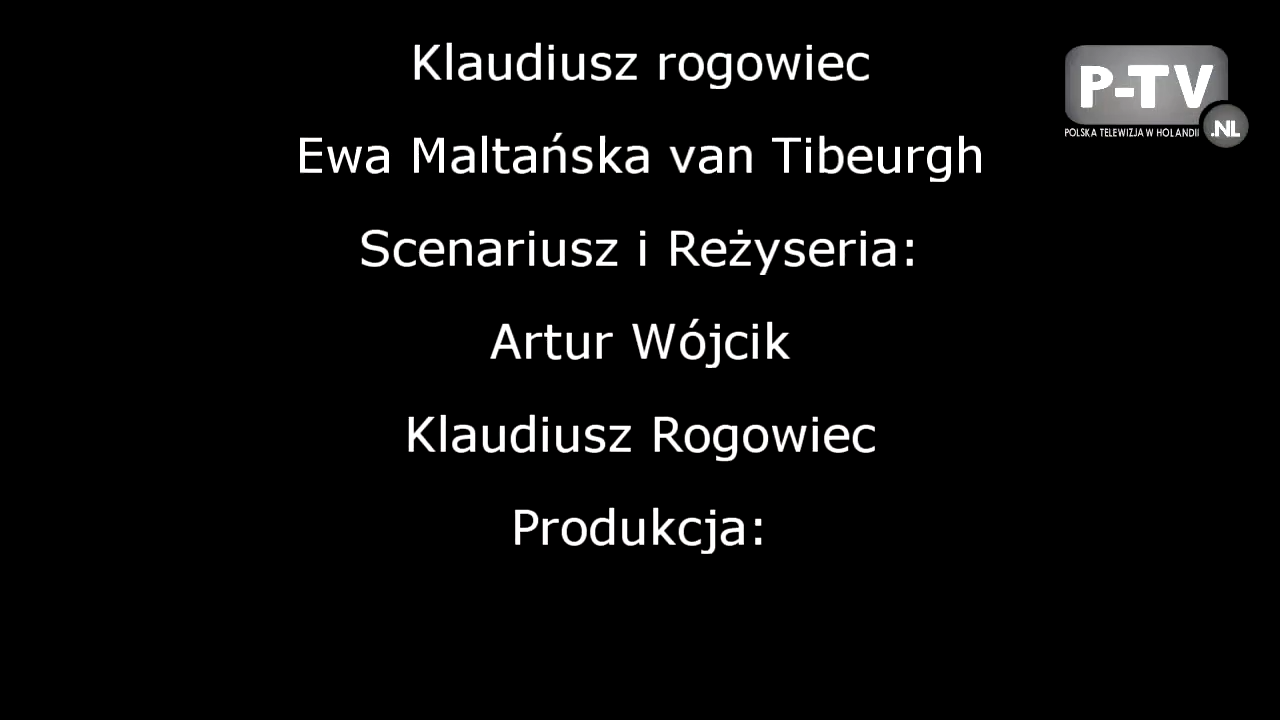 Klaudiusz rogowiec
P-TV
POLSKA TELEWIZJA W HOLANDII
.NL
Ewa Maltańska van Tibeurgh
Scenariusz i Reżyseria:
Artur Wójcik
Klaudiusz Rogowiec
Produkcja: